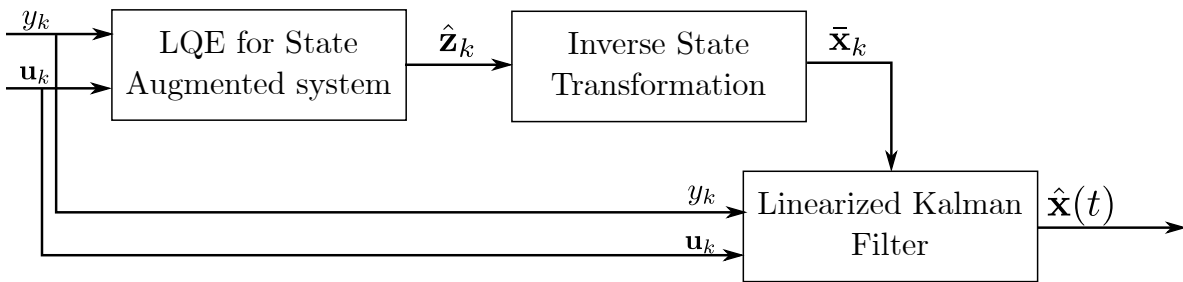 y_k
u_k
LQE for State
Augmented system
ẑ_k
Inverse State
Transformation
x̄_k
y_k
u_k
Linearized Kalman
Filter
x̂(t)